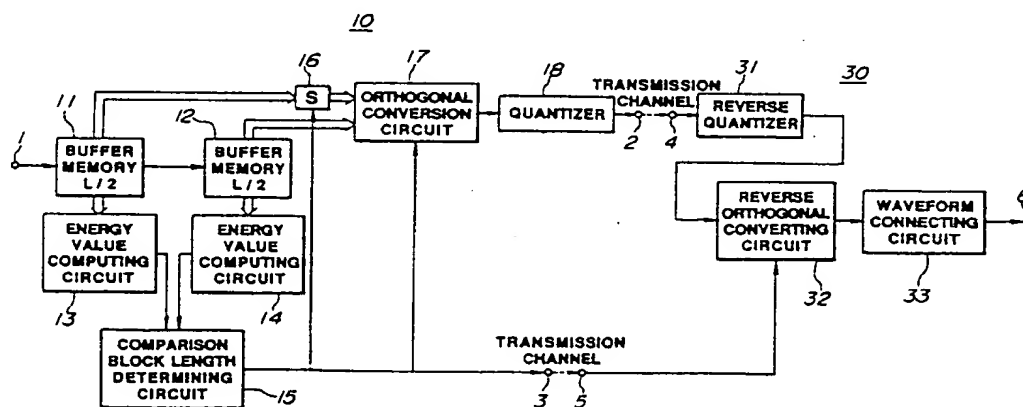 10
16
17
18
31
30
S
ORTHOGONAL
CONVERSION
CIRCUIT
QUANTIZER
TRANSMISSION
CHANNEL
2
4
REVERSE
QUANTIZER
11
12
1
BUFFER
MEMORY
L/2
BUFFER
MEMORY
L/2
ENERGY
VALUE
COMPUTING
CIRCUIT
ENERGY
VALUE
COMPUTING
CIRCUIT
13
14
REVERSE
ORTHOGONAL
CONVERTING
CIRCUIT
WAVEFORM
CONNECTING
CIRCUIT
32
33
COMPARISON
BLOCK LENGTH
DETERMINING
CIRCUIT
15
TRANSMISSION
CHANNEL
3
5